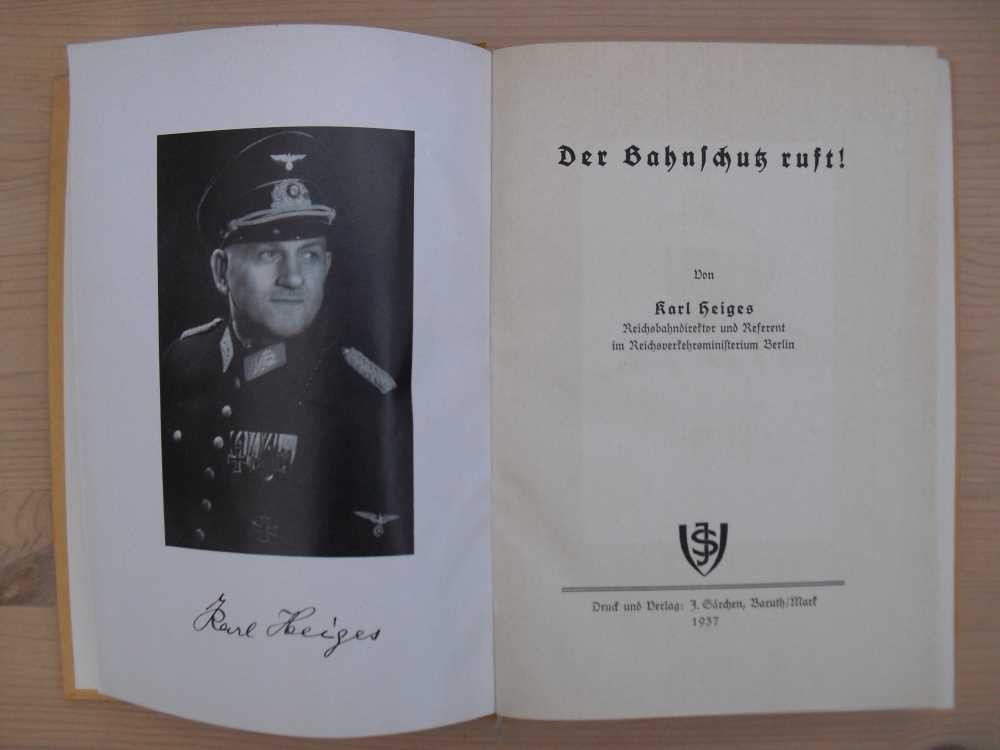 Karl Heiges
Der Bahnschutz ruft!
Von
Karl Heiges
Reichsbahndirektor und Referent
im Reichsverkehrsministerium Berlin
Druck und Verlag: J. Särchen, Baruth/Mark
1937